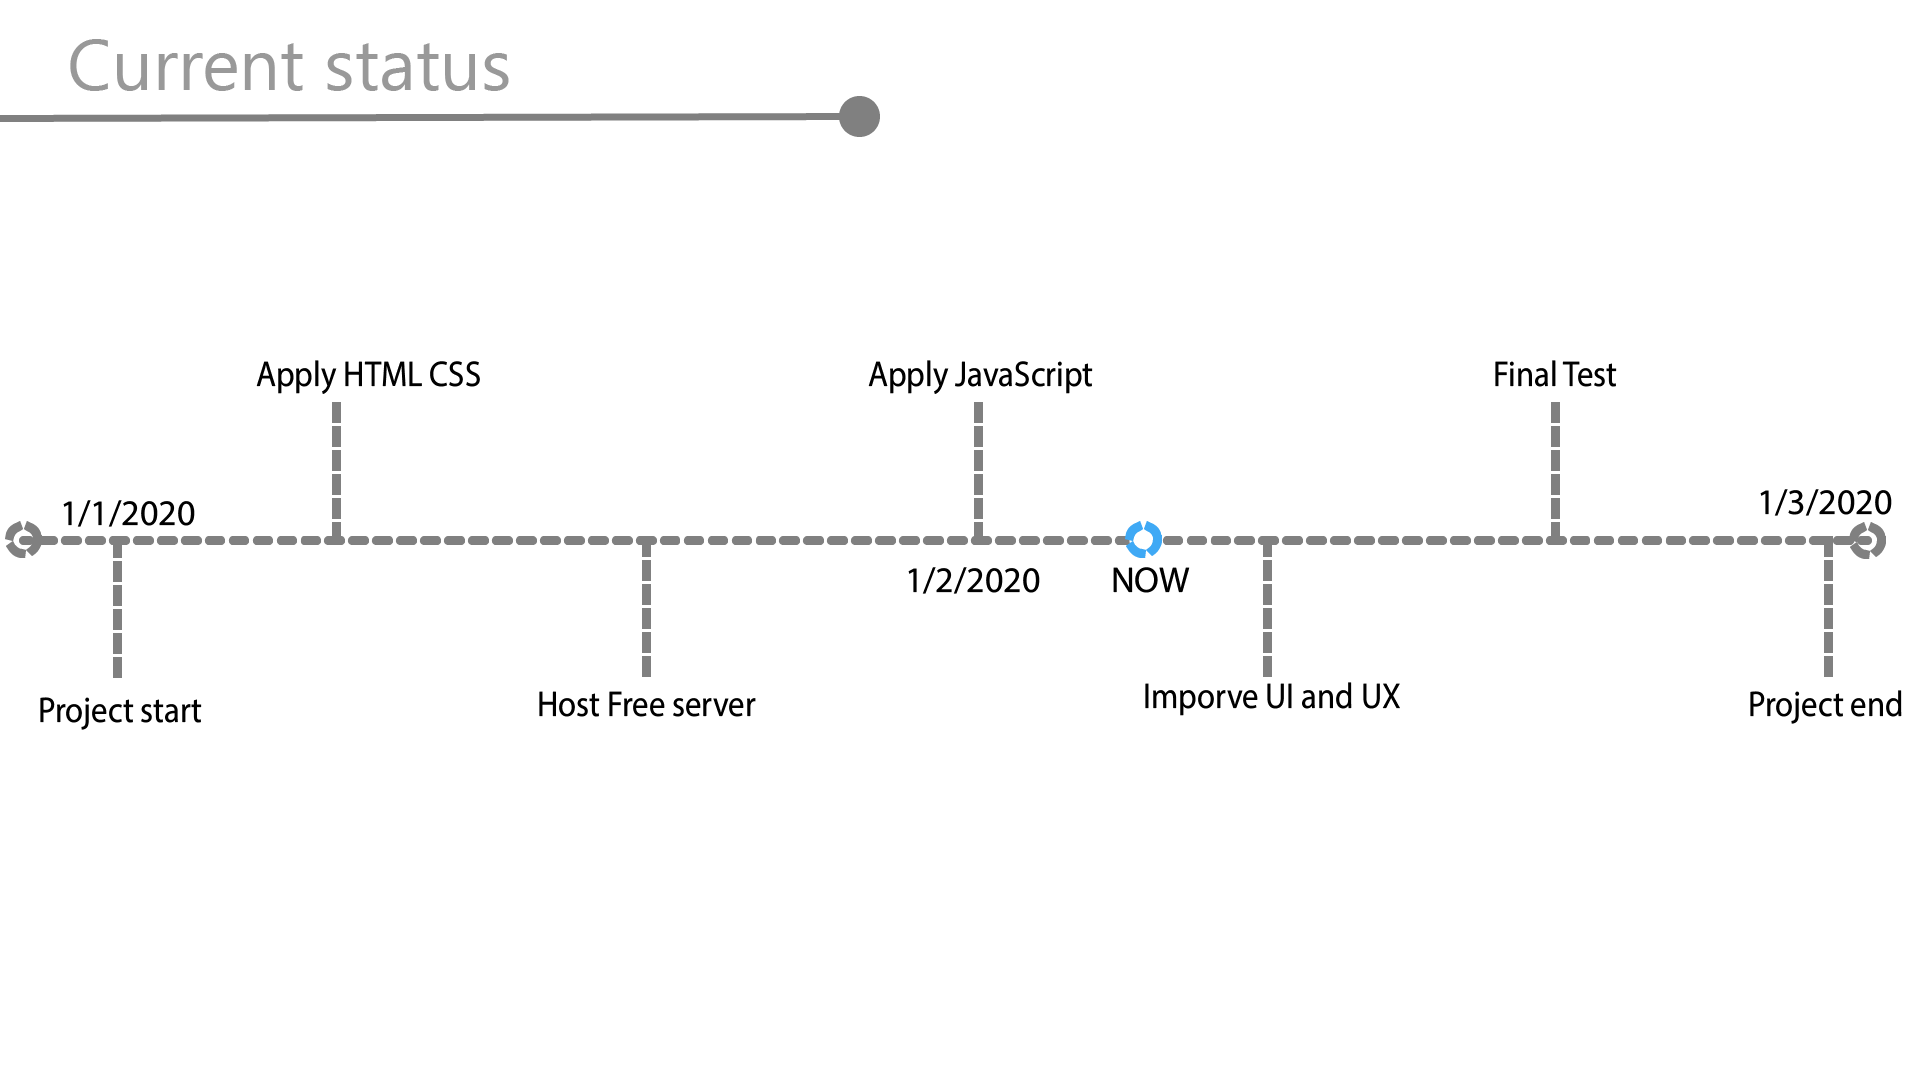 Current status
Apply HTML CSS
Apply JavaScript
Final Test
1/1/2020
1/3/2020
1/2/2020
NOW
Project start
Host Free server
Imporve UI and UX
Project end